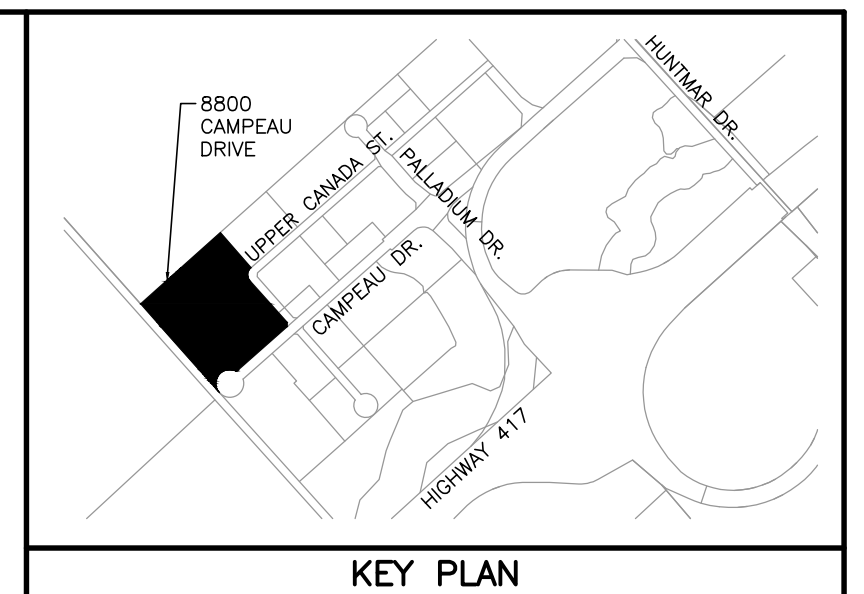 8800
CAMPEAU
DRIVE
HUNTMAR DR.
UPPER CANADA ST.
PALLADIUM DR.
CAMPEAU DR.
HIGHWAY 417
KEY PLAN